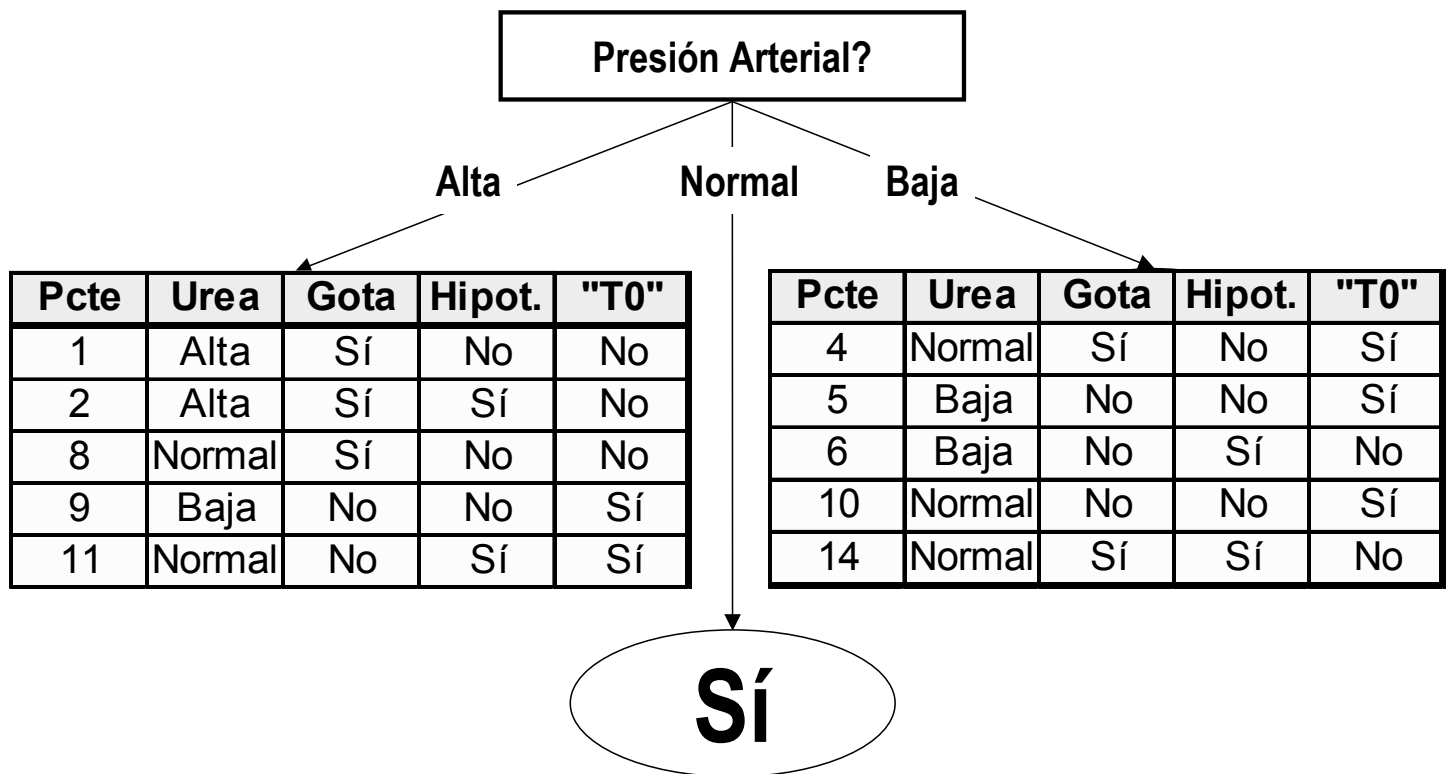 Presión Arterial?
Alta Normal Baja
Pcte Urea Gota Hipot. "T0"
1 Alta Sí No No
2 Alta Sí Sí No
8 Normal Sí No No
9 Baja No No Sí
11 Normal No Sí Sí
Pcte Urea Gota Hipot. "T0"
4 Normal Sí No Sí
5 Baja No No Sí
6 Baja No Sí No
10 Normal No No Sí
14 Normal Sí Sí No
Sí